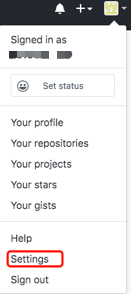 Signed in as
Set status
Your profile
Your repositories
Your projects
Your stars
Your gists
Help
Settings
Sign out